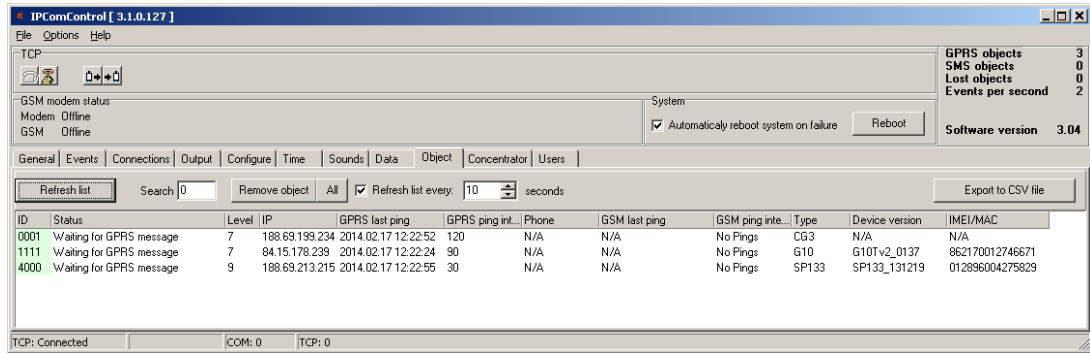 IPComControl [ 3.1.0.127 ]
File Options Help
TCP
GPRS objects 3
SMS objects 0
Lost objects 0
Events per second 2
Software version 3.04
GSM modem status
Modem Offline
GSM Offline
System
Automaticaly reboot system on failure
Reboot
General Events Connections Output Configure Time Sounds Data Object Concentrator Users
Refresh list Search 0 Remove object All Refresh list every: 10 seconds Export to CSV file
ID Status Level IP GPRS last ping GPRS ping int... Phone GSM last ping GSM ping inte... Type Device version IMEI/MAC
0001 Waiting for GPRS message 7 188.69.199.234 2014.02.17 12:22:52 120 N/A N/A No Pings CG3 N/A N/A
1111 Waiting for GPRS message 7 84.15.178.239 2014.02.17 12:22:24 90 N/A N/A No Pings G10 G10Tv2_0137 862170012746671
4000 Waiting for GPRS message 9 188.69.213.215 2014.02.17 12:22:55 30 N/A N/A No Pings SP133 SP133_131219 012896004275829
TCP: Connected COM: 0 TCP: 0